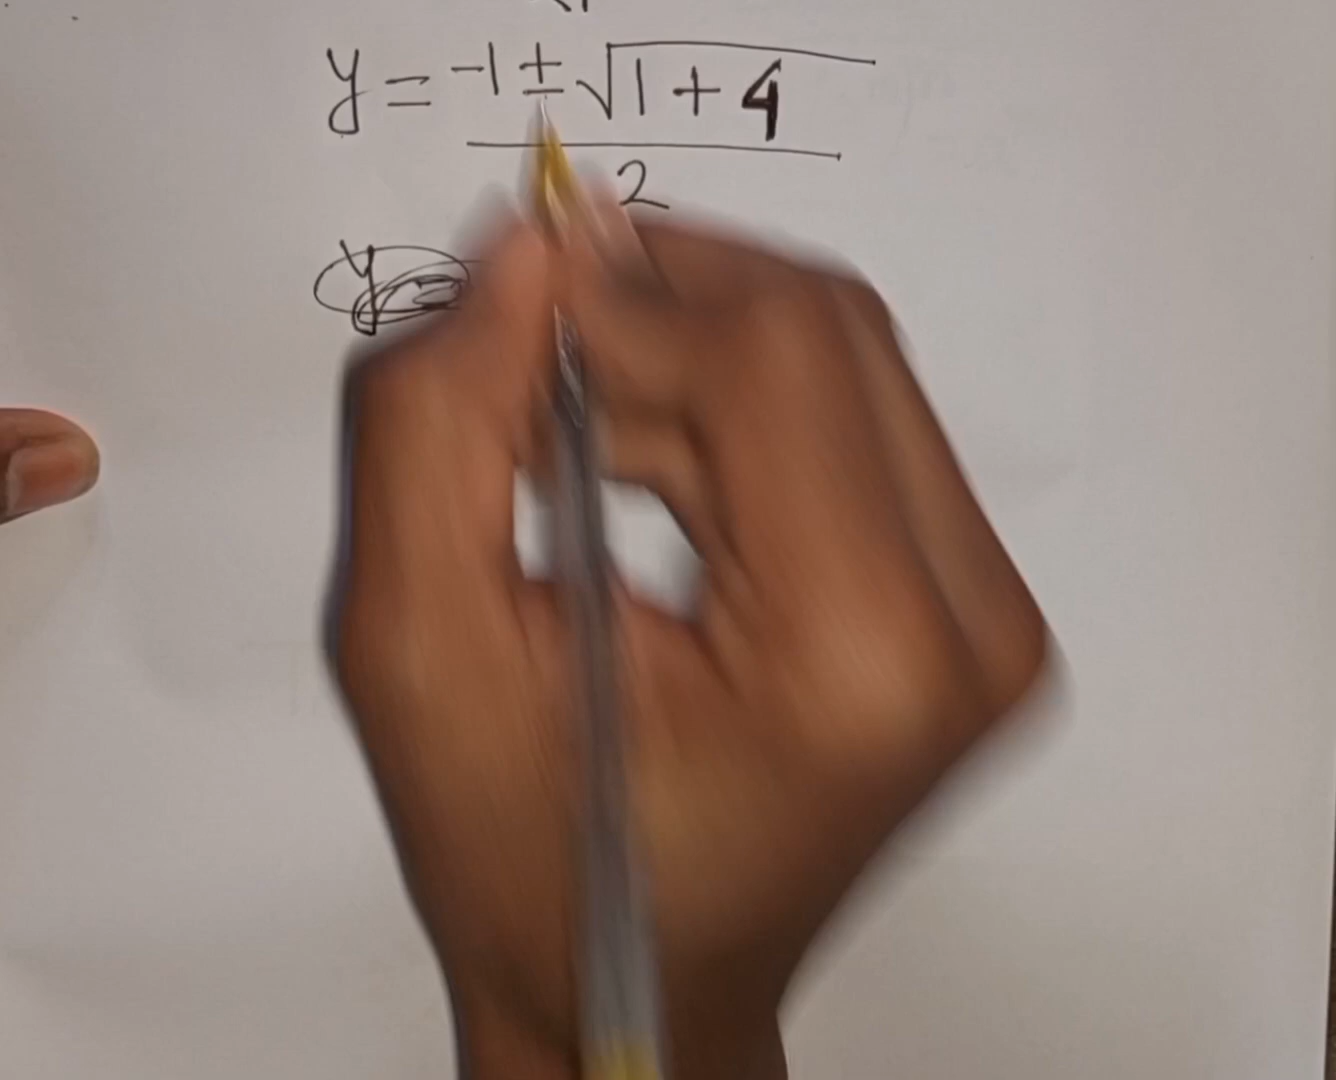 y = -1 ± √1 + 4
2
y